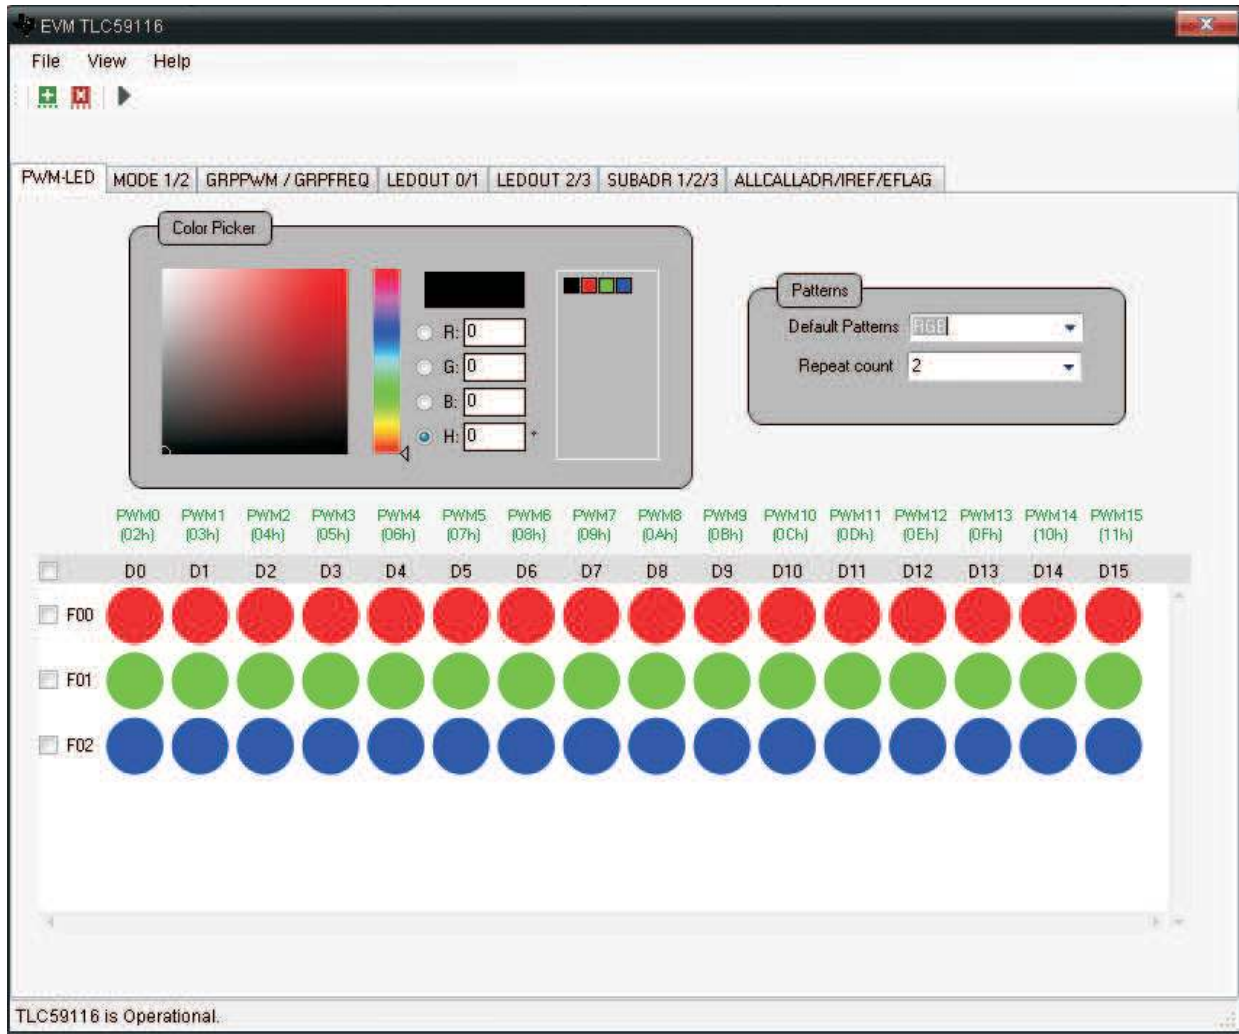 EVM TLC59116
File View Help
PWM-LED MODE 1/2 GRPPWM / GRPFREQ LEDOUT 0/1 LEDOUT 2/3 SUBADR 1/2/3 ALLCALLADR/IREF/EFLAG
Color Picker
R: 0
G: 0
B: 0
H: 0 °
Patterns
Default Patterns RGB
Repeat count 2
PWM0 PWM1 PWM2 PWM3 PWM4 PWM5 PWM6 PWM7 PWM8 PWM9 PWM10 PWM11 PWM12 PWM13 PWM14 PWM15
(02h) (03h) (04h) (05h) (06h) (07h) (08h) (09h) (0Ah) (0Bh) (0Ch) (0Dh) (0Eh) (0Fh) (10h) (11h)
D0 D1 D2 D3 D4 D5 D6 D7 D8 D9 D10 D11 D12 D13 D14 D15
F00
F01
F02
TLC59116 is Operational.